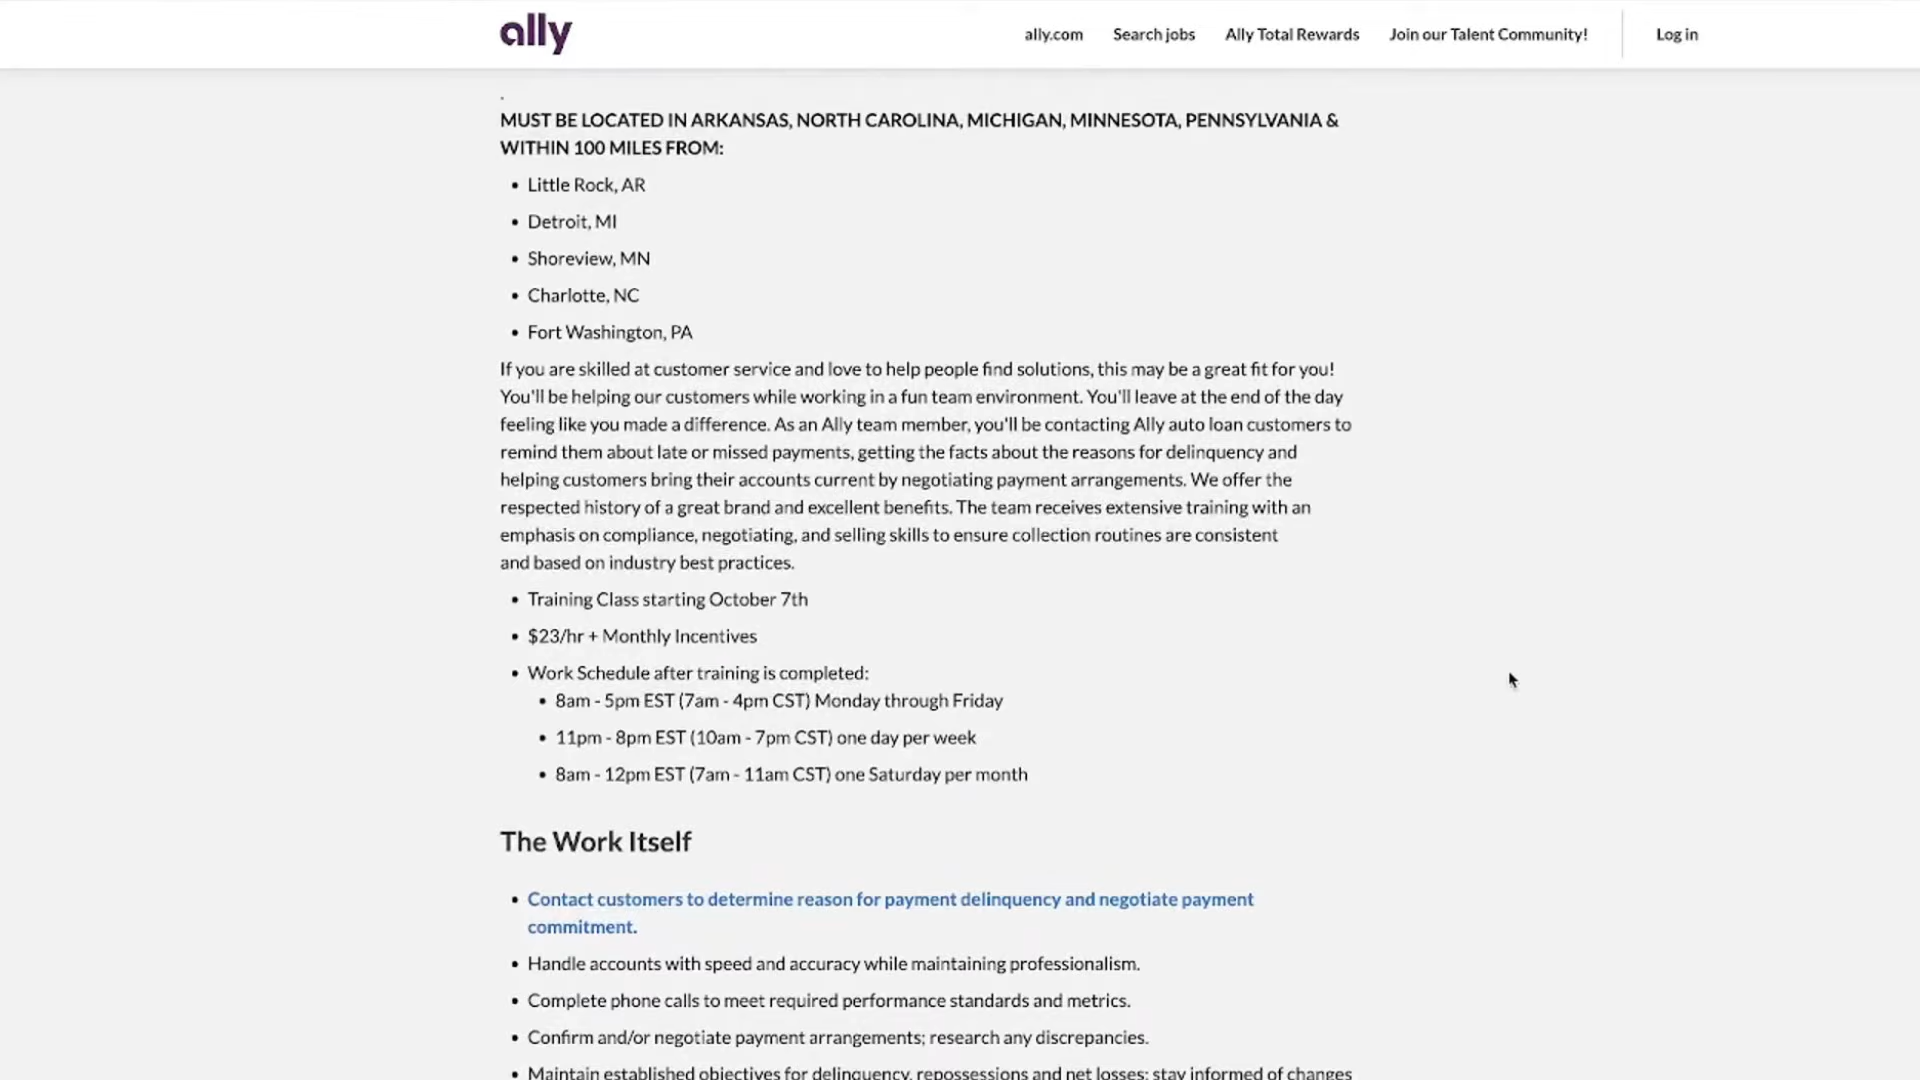 ally
ally.com Search jobs Ally Total Rewards Join our Talent Community! Log in
.
MUST BE LOCATED IN ARKANSAS, NORTH CAROLINA, MICHIGAN, MINNESOTA, PENNSYLVANIA &
WITHIN 100 MILES FROM:
• Little Rock, AR
• Detroit, MI
• Shoreview, MN
• Charlotte, NC
• Fort Washington, PA
If you are skilled at customer service and love to help people find solutions, this may be a great fit for you!
You'll be helping our customers while working in a fun team environment. You'll leave at the end of the day
feeling like you made a difference. As an Ally team member, you'll be contacting Ally auto loan customers to
remind them about late or missed payments, getting the facts about the reasons for delinquency and
helping customers bring their accounts current by negotiating payment arrangements. We offer the
respected history of a great brand and excellent benefits. The team receives extensive training with an
emphasis on compliance, negotiating, and selling skills to ensure collection routines are consistent
and based on industry best practices.
• Training Class starting October 7th
• $23/hr + Monthly Incentives
• Work Schedule after training is completed:
• 8am - 5pm EST (7am - 4pm CST) Monday through Friday
• 11pm - 8pm EST (10am - 7pm CST) one day per week
• 8am - 12pm EST (7am - 11am CST) one Saturday per month
The Work Itself
• Contact customers to determine reason for payment delinquency and negotiate payment
commitment.
• Handle accounts with speed and accuracy while maintaining professionalism.
• Complete phone calls to meet required performance standards and metrics.
• Confirm and/or negotiate payment arrangements; research any discrepancies.
• Maintain established objectives for delinquency, repossessions and net losses; stay informed of changes